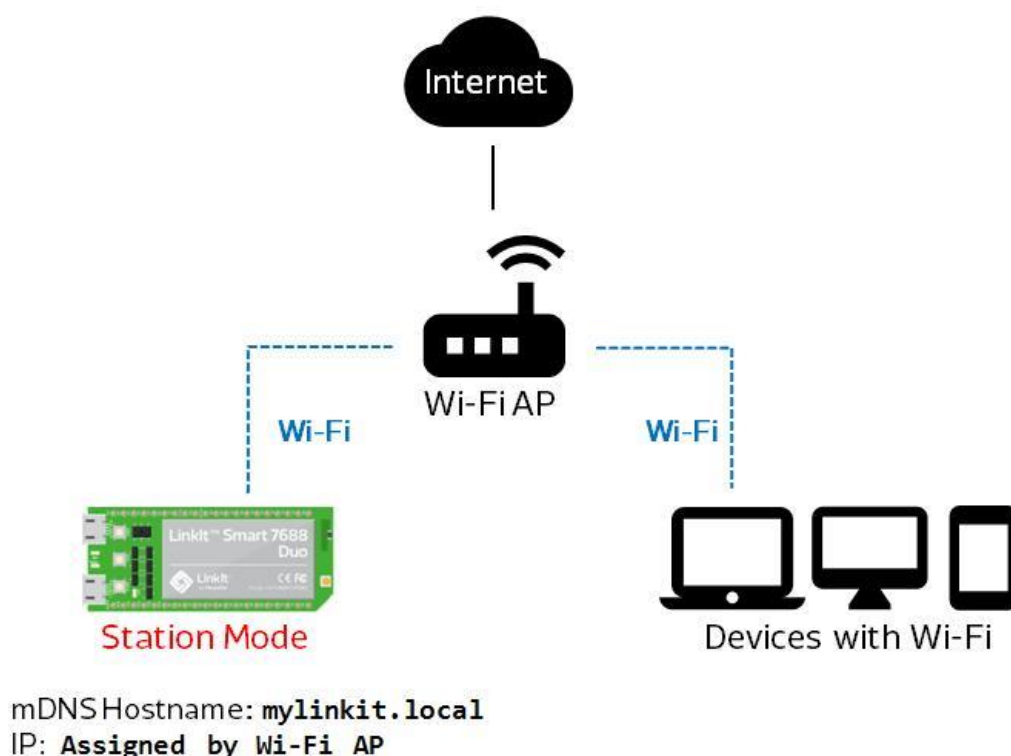 Internet
Wi-Fi AP
Wi-Fi
Wi-Fi
LinkIt™ Smart 7688
Duo
LinkIt
Station Mode
Devices with Wi-Fi
mDNS Hostname: mylinkit.local
IP: Assigned by Wi-Fi AP